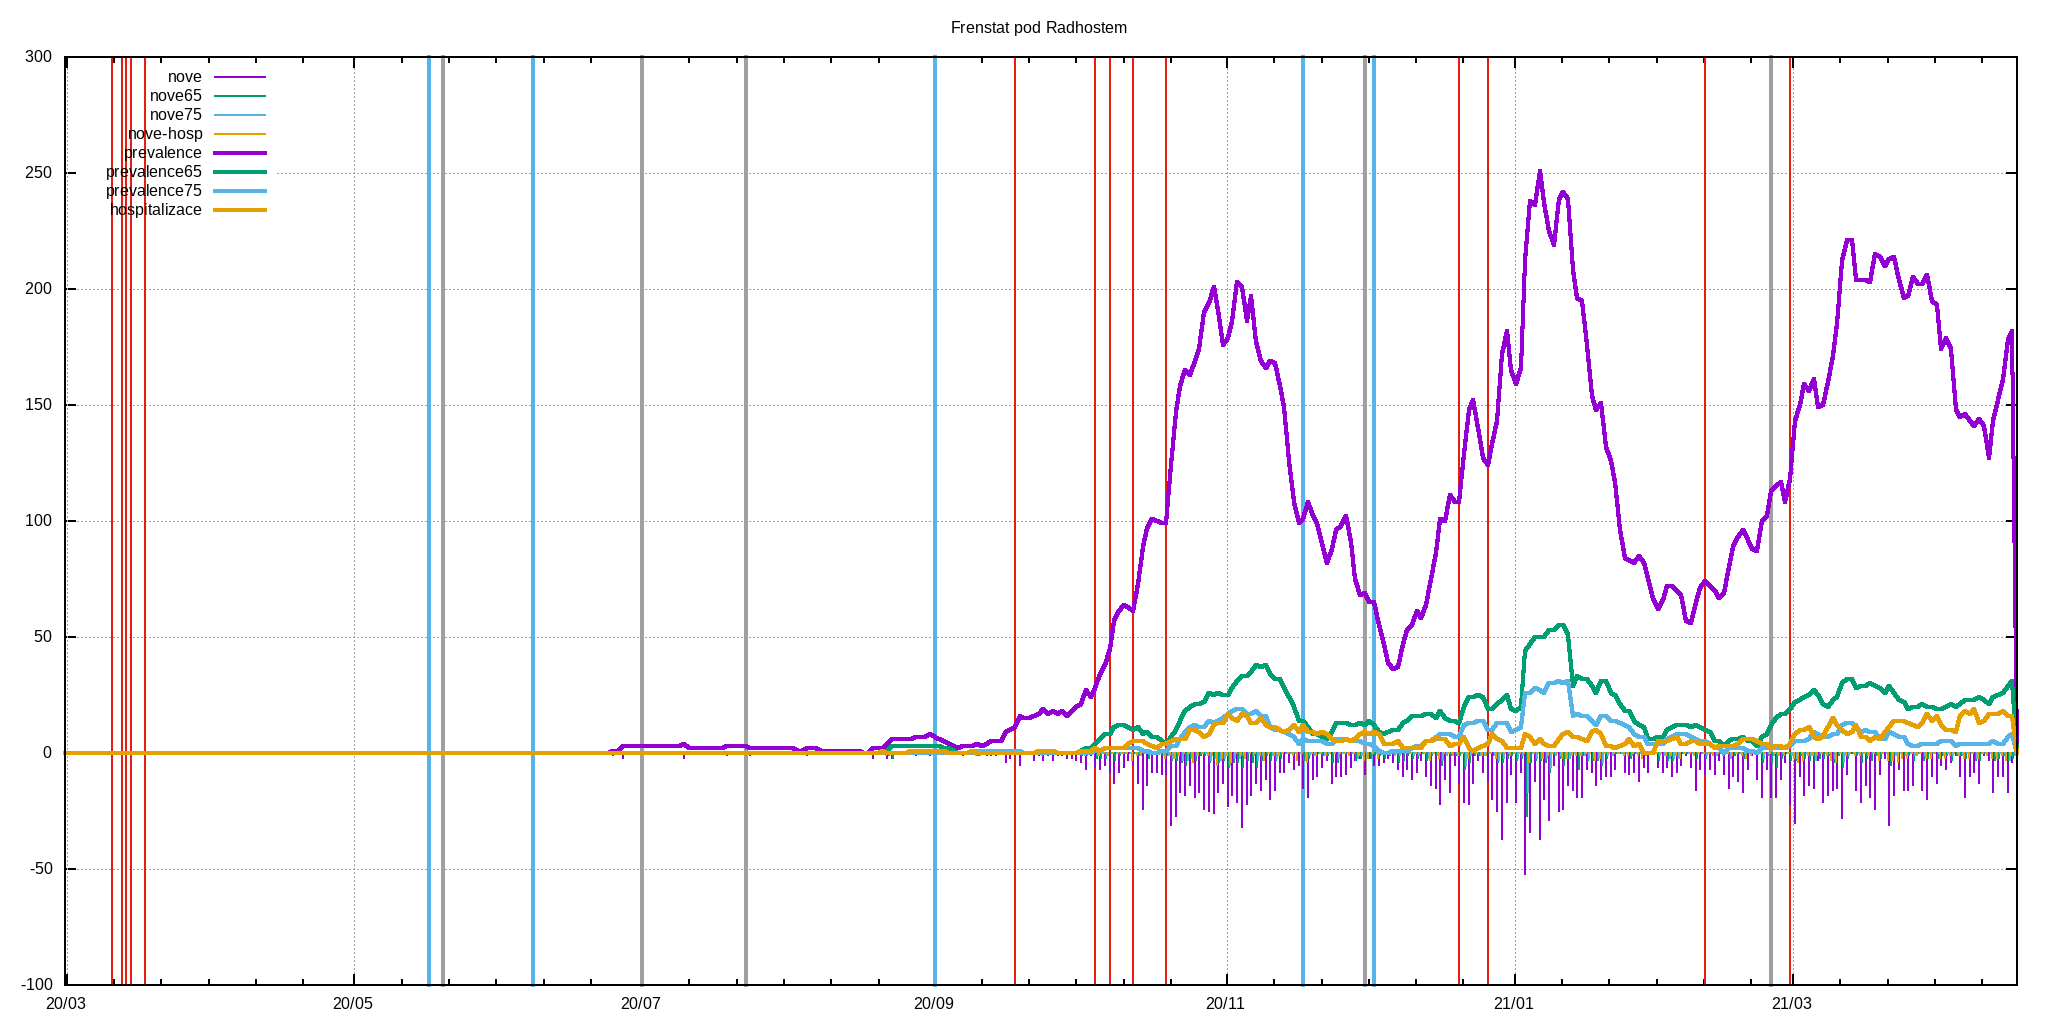 Frenstat pod Radhostem
300
250
200
150
100
50
0
-50
-100
nove
nove65
nove75
nove-hosp
prevalence
prevalence65
prevalence75
hospitalizace
20/03 20/05 20/07 20/09 20/11 21/01 21/03